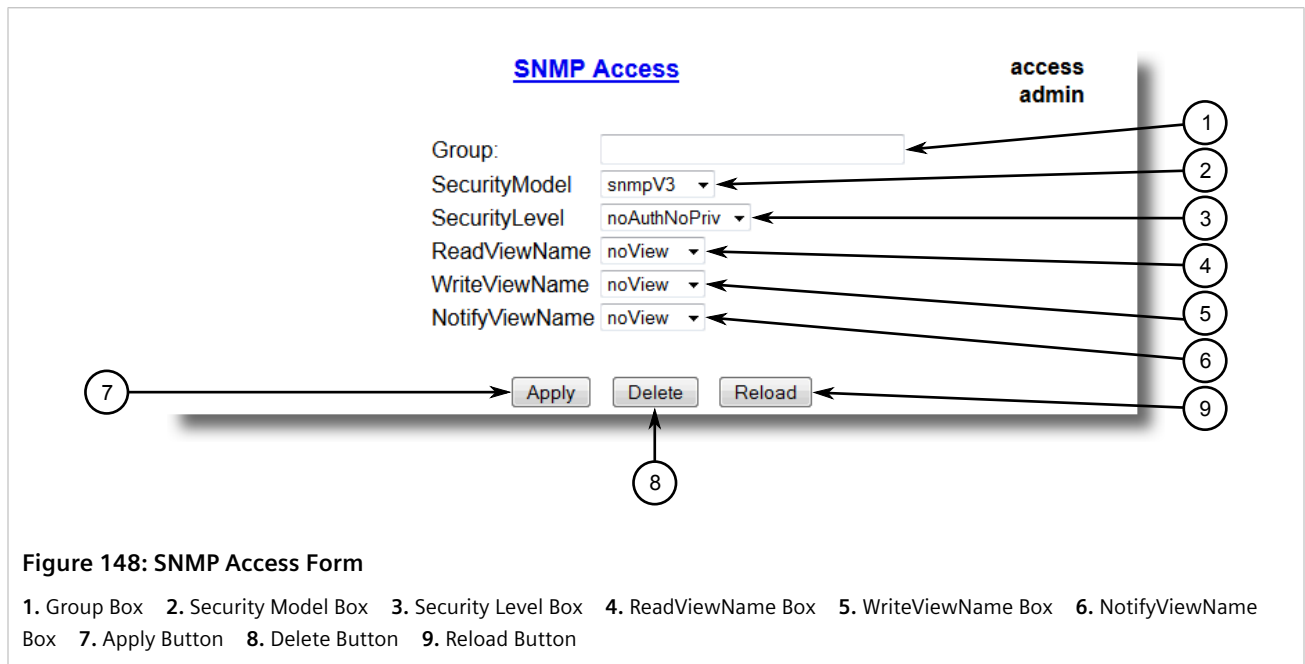 SNMP Access
access
admin
Group:
SecurityModel snmpV3
SecurityLevel noAuthNoPriv
ReadViewName noView
WriteViewName noView
NotifyViewName noView
Apply Delete Reload
1
2
3
4
5
6
7
8
9
Figure 148: SNMP Access Form
1. Group Box 2. Security Model Box 3. Security Level Box 4. ReadViewName Box 5. WriteViewName Box 6. NotifyViewName
Box 7. Apply Button 8. Delete Button 9. Reload Button